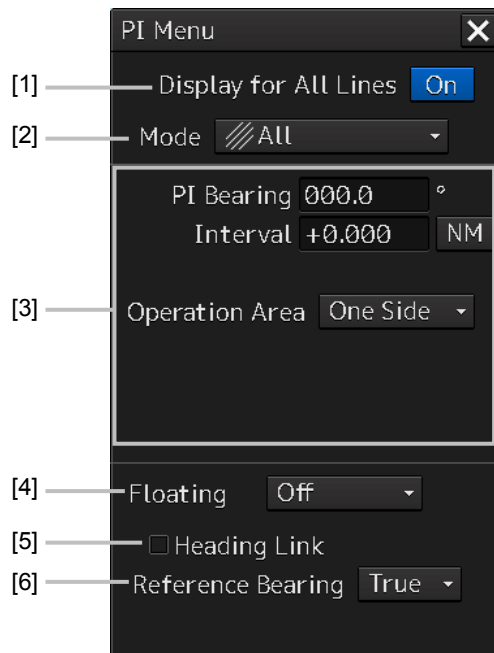 PI Menu
[1] Display for All Lines On
[2] Mode All
PI Bearing 000.0 °
Interval +0.000 NM
[3] Operation Area One Side
[4] Floating Off
[5] Heading Link
[6] Reference Bearing True